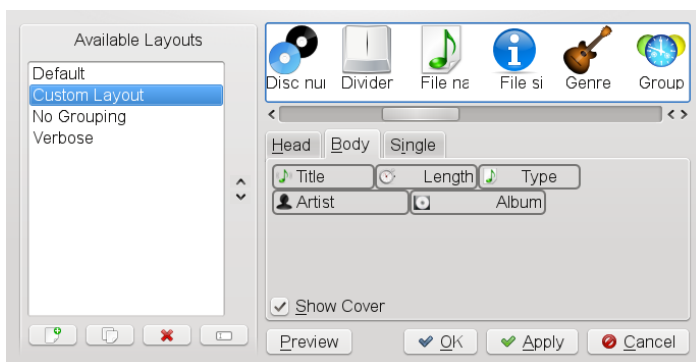 Available Layouts
Default
Custom Layout
No Grouping
Verbose
Disc nui Divider File na File si Genre Group
Head Body Single
Title Length Type
Artist Album
Show Cover
Preview OK Apply Cancel